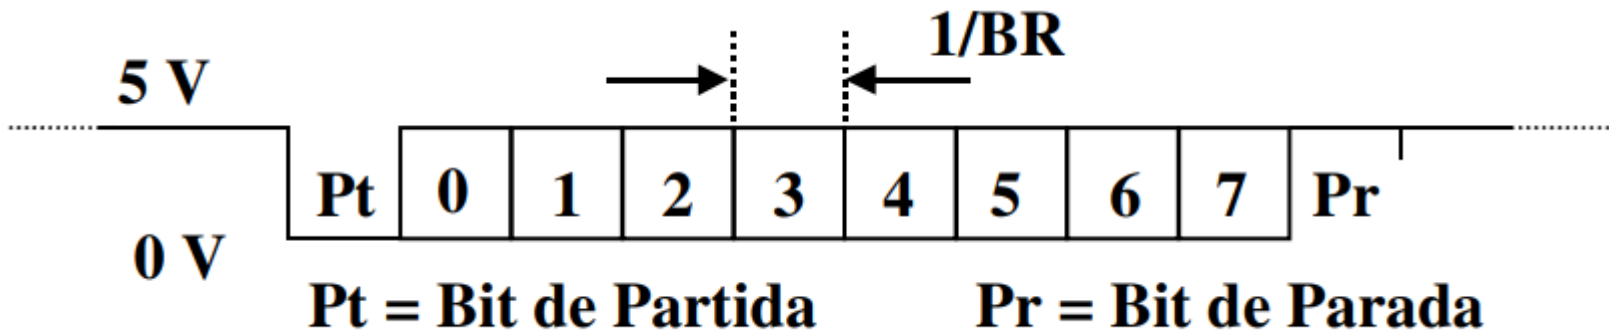 1/BR
5 V
Pt 0 1 2 3 4 5 6 7 Pr
0 V
Pt = Bit de Partida Pr = Bit de Parada